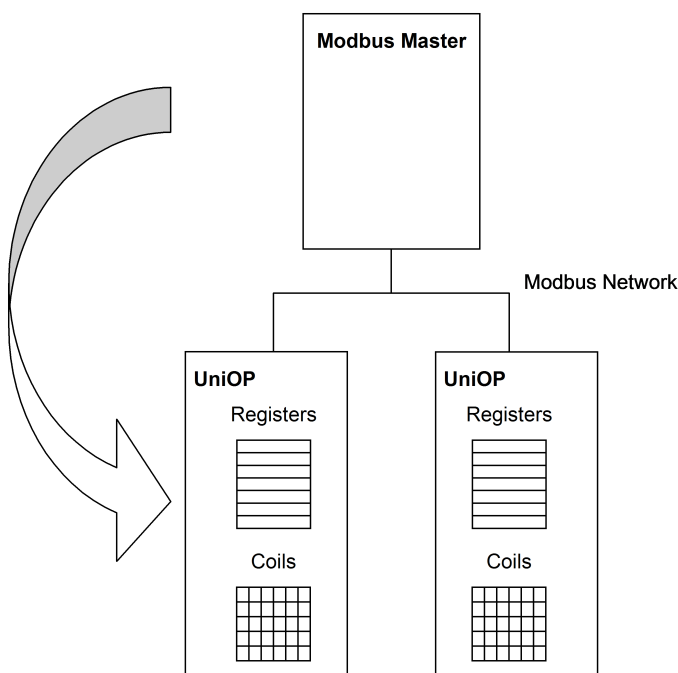 Modbus Master
Modbus Network
UniOP
UniOP
Registers
Registers
Coils
Coils